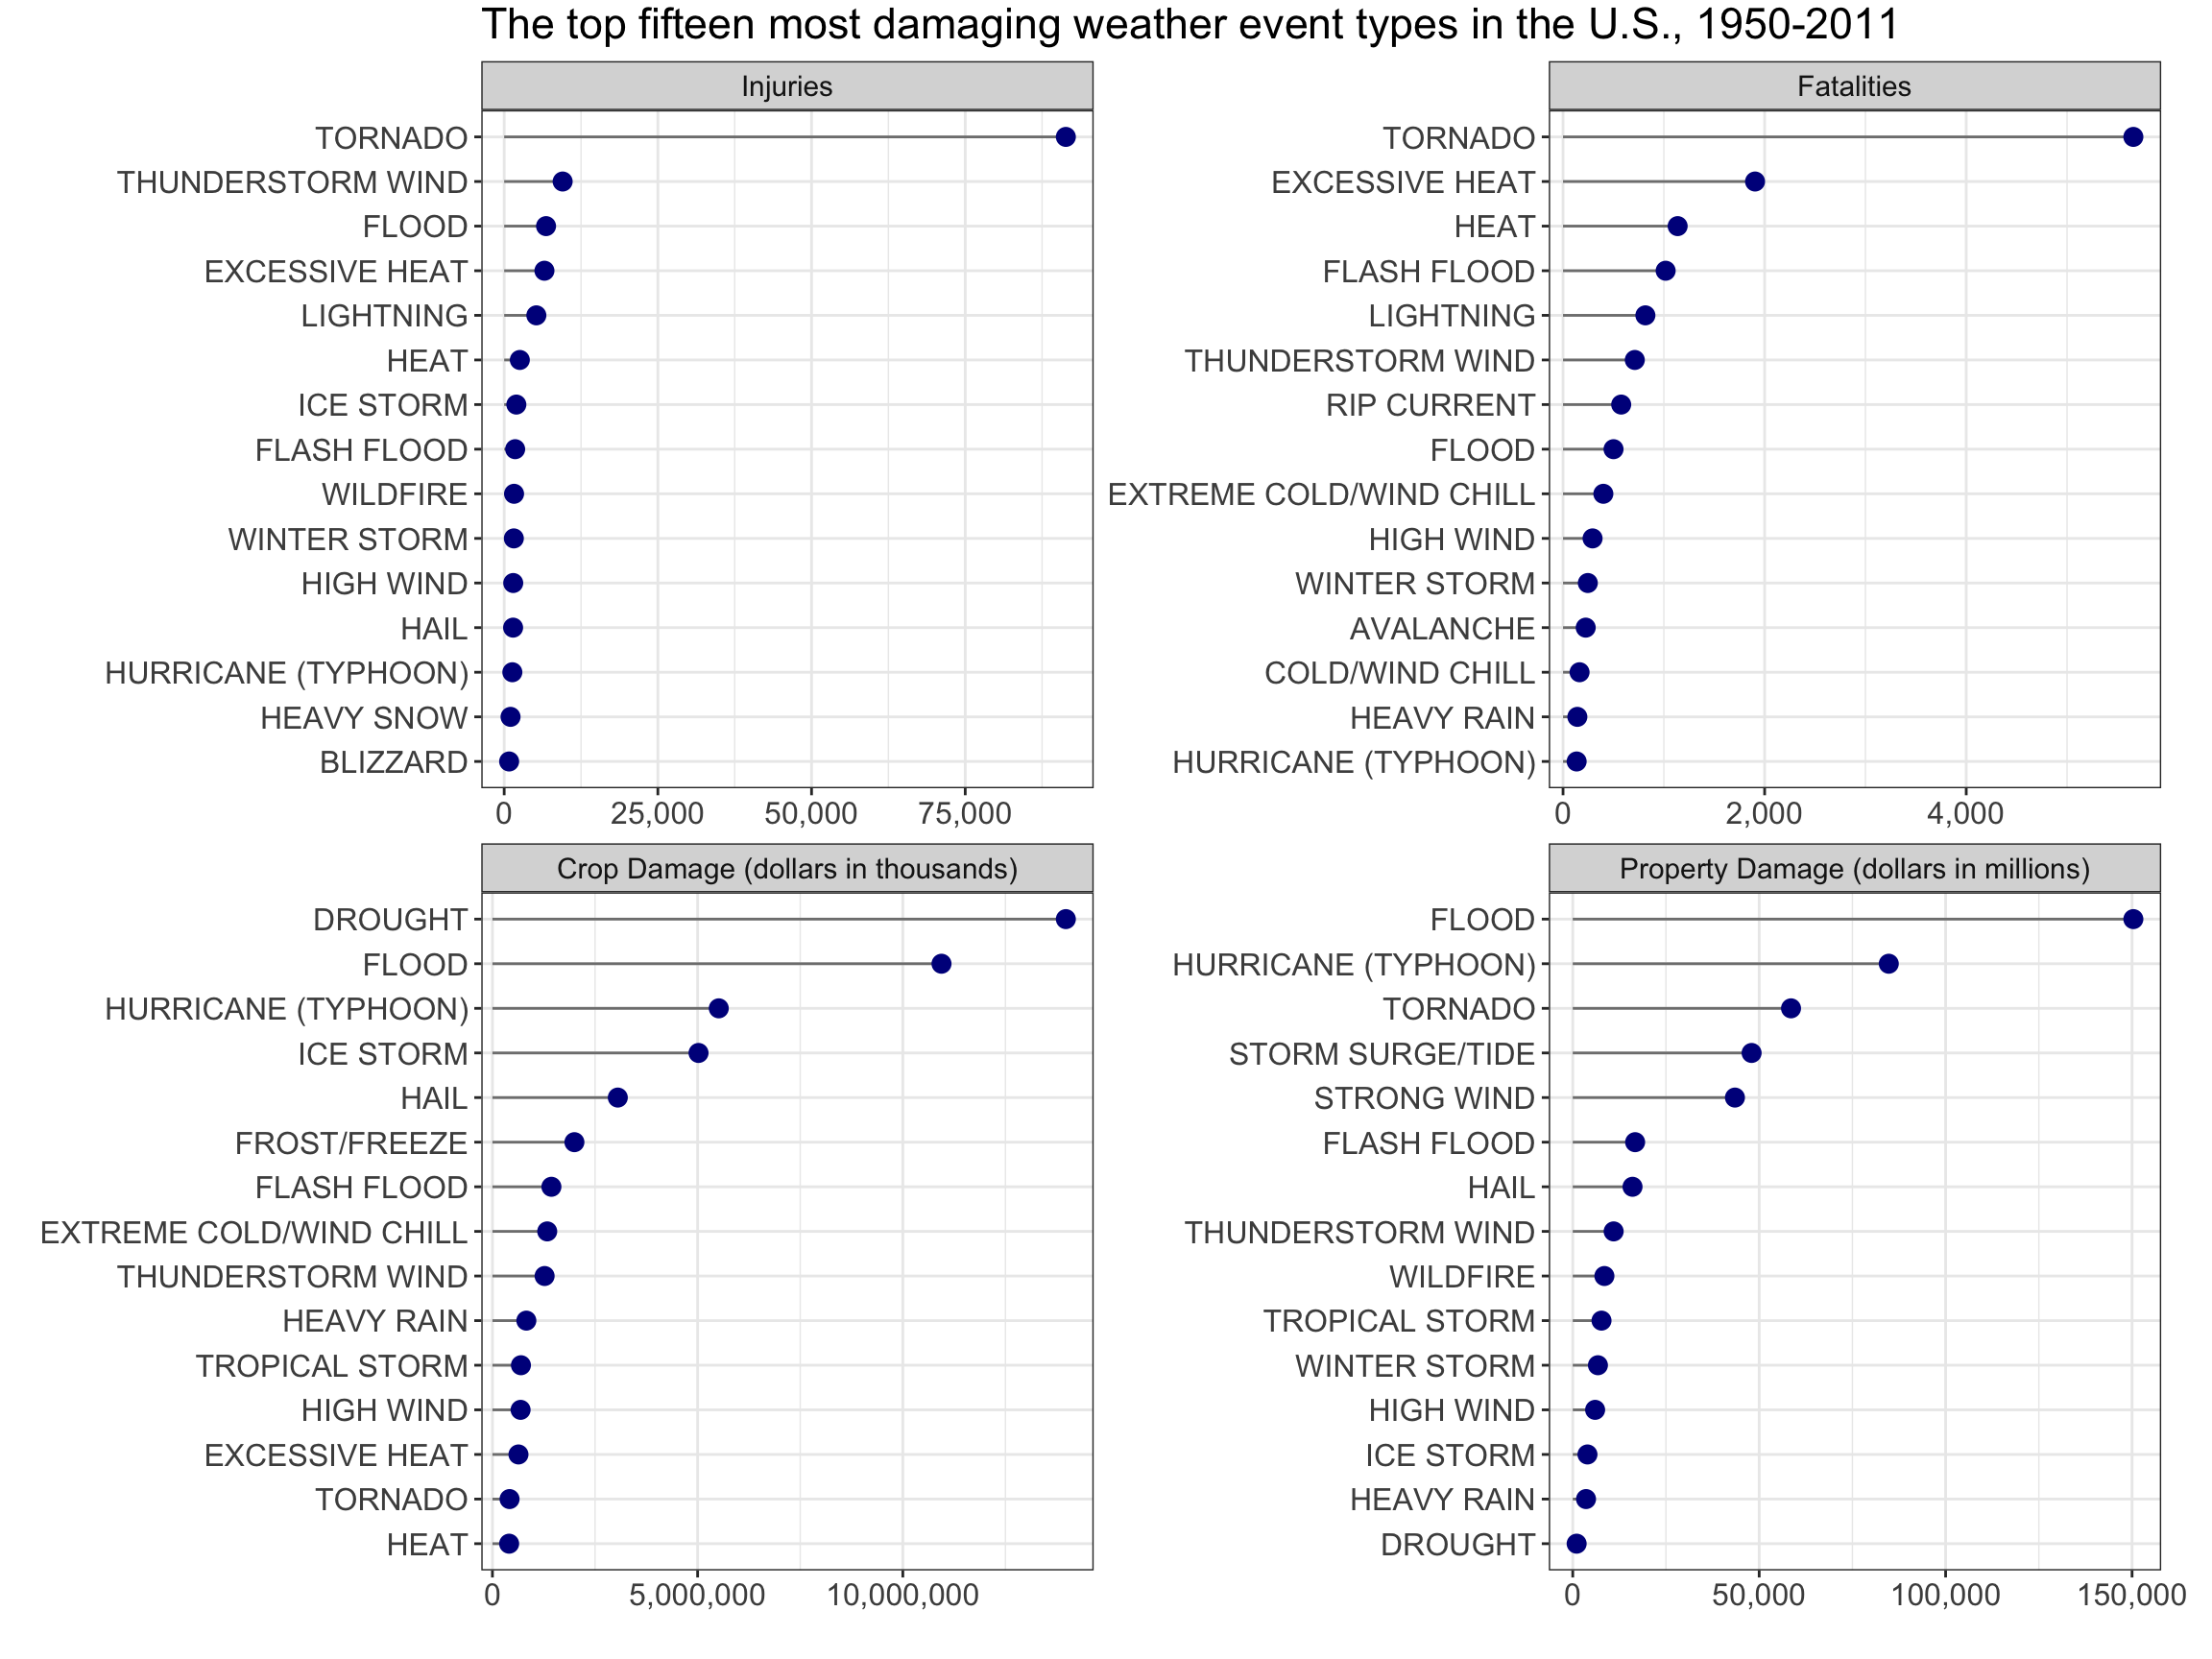 The top fifteen most damaging weather event types in the U.S., 1950-2011
Injuries
TORNADO
THUNDERSTORM WIND
FLOOD
EXCESSIVE HEAT
LIGHTNING
HEAT
ICE STORM
FLASH FLOOD
WILDFIRE
WINTER STORM
HIGH WIND
HAIL
HURRICANE (TYPHOON)
HEAVY SNOW
BLIZZARD
0 25,000 50,000 75,000
Fatalities
TORNADO
EXCESSIVE HEAT
HEAT
FLASH FLOOD
LIGHTNING
THUNDERSTORM WIND
RIP CURRENT
FLOOD
EXTREME COLD/WIND CHILL
HIGH WIND
WINTER STORM
AVALANCHE
COLD/WIND CHILL
HEAVY RAIN
HURRICANE (TYPHOON)
0 2,000 4,000
Crop Damage (dollars in thousands)
DROUGHT
FLOOD
HURRICANE (TYPHOON)
ICE STORM
HAIL
FROST/FREEZE
FLASH FLOOD
EXTREME COLD/WIND CHILL
THUNDERSTORM WIND
HEAVY RAIN
TROPICAL STORM
HIGH WIND
EXCESSIVE HEAT
TORNADO
HEAT
0 5,000,000 10,000,000
Property Damage (dollars in millions)
FLOOD
HURRICANE (TYPHOON)
TORNADO
STORM SURGE/TIDE
STRONG WIND
FLASH FLOOD
HAIL
THUNDERSTORM WIND
WILDFIRE
TROPICAL STORM
WINTER STORM
HIGH WIND
ICE STORM
HEAVY RAIN
DROUGHT
0 50,000 100,000 150,000